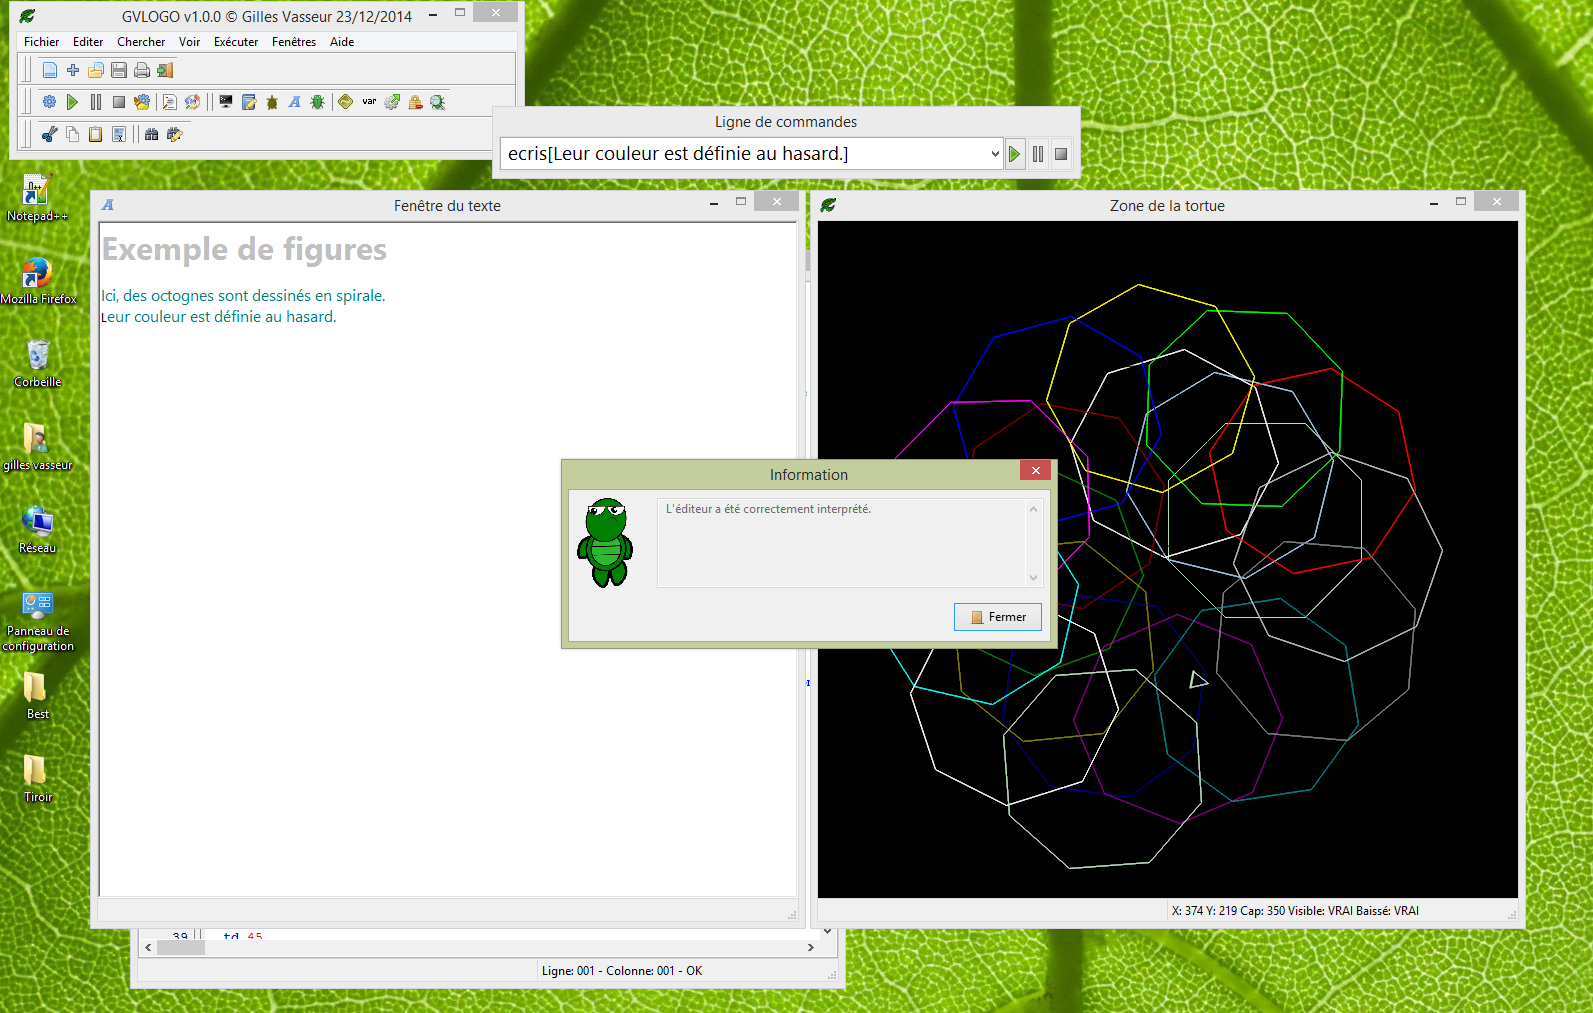 GVLOGO v1.0.0 © Gilles Vasseur 23/12/2014
Fichier Editer Chercher Voir Exécuter Fenêtres Aide
var
Ligne de commandes
ecris[Leur couleur est définie au hasard.]
Notepad++
Mozilla Firefox
Corbeille
gilles vasseur
Réseau
Panneau de
configuration
Best
Tiroir
Fenêtre du texte
Exemple de figures
Ici, des octognes sont dessinés en spirale.
Leur couleur est définie au hasard.
Zone de la tortue
Information
L'éditeur a été correctement interprété.
Fermer
X: 374 Y: 219 Cap: 350 Visible: VRAI Baissé: VRAI
39 td 45
Ligne: 001 - Colonne: 001 - OK